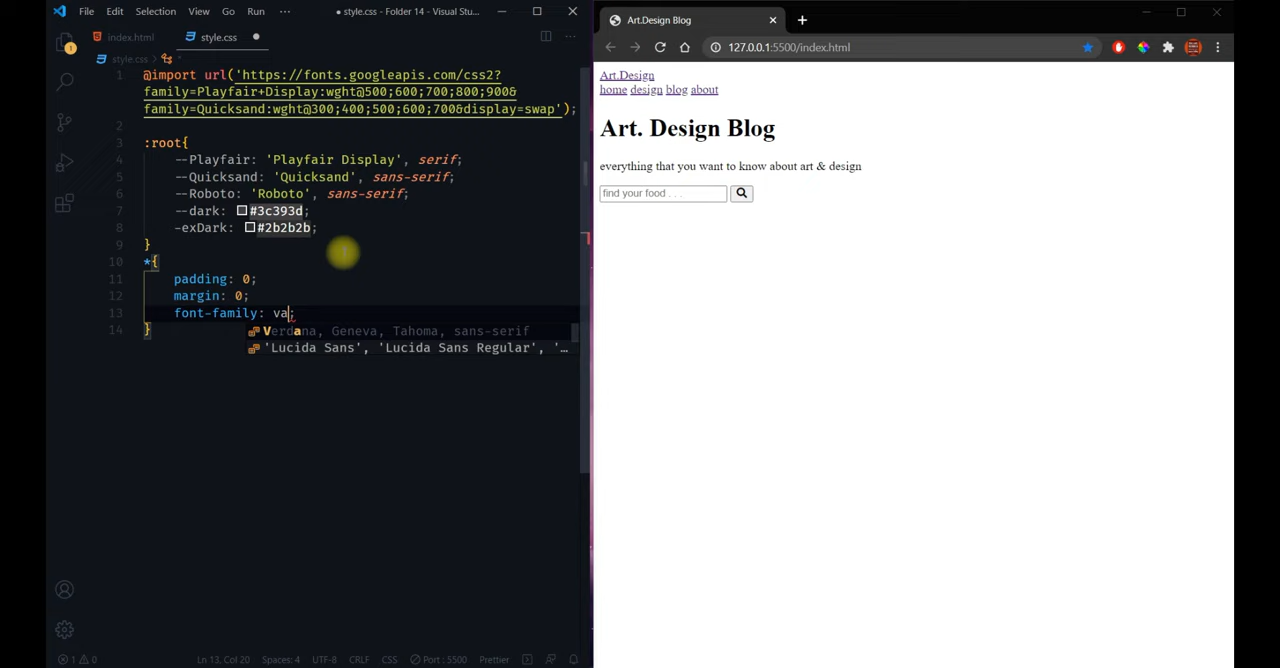 File Edit Selection View Go Run ··· ● style.css - Folder 14 - Visual Stu...
index.html style.css ●
style.css >
1 @import url('https://fonts.googleapis.com/css2?
family=Playfair+Display:wght@500;600;700;800;900&
family=Quicksand:wght@300;400;500;600;700&display=swap');
2
3 :root{
4 --Playfair: 'Playfair Display', serif;
5 --Quicksand: 'Quicksand', sans-serif;
6 --Roboto: 'Roboto', sans-serif;
7 --dark: #3c393d;
8 -exDark: #2b2b2b;
9 }
10 *{
11 padding: 0;
12 margin: 0;
13 font-family: va;
14 }
Verdana, Geneva, Tahoma, sans-serif
'Lucida Sans', 'Lucida Sans Regular', '...
1
1 0 Ln 13, Col 20 Spaces: 4 UTF-8 CRLF CSS Port : 5500 Prettier
Art.Design Blog
127.0.0.1:5500/index.html
Art.Design
home design blog about
Art. Design Blog
everything that you want to know about art & design
find your food . . .